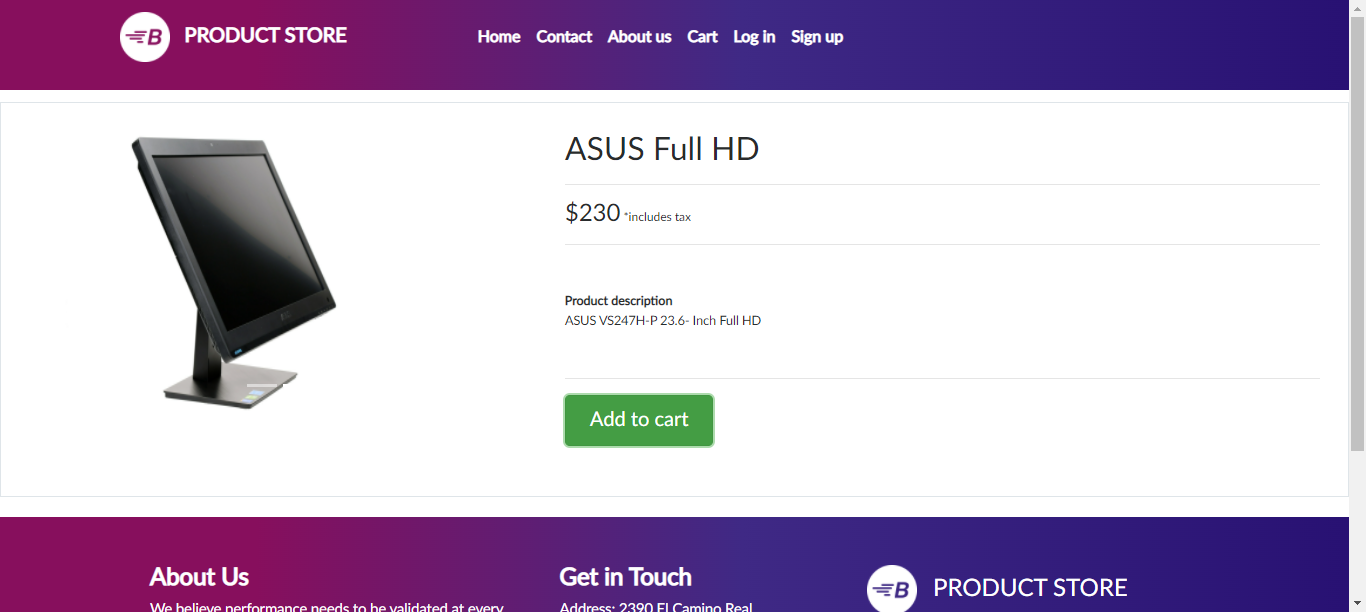 B PRODUCT STORE
Home Contact About us Cart Log in Sign up
ASUS Full HD
$230 *includes tax
Product description
ASUS VS247H-P 23.6- Inch Full HD
Add to cart
About Us
We believe performance needs to be validated at every
Get in Touch
Address: 2390 El Camino Real
B PRODUCT STORE